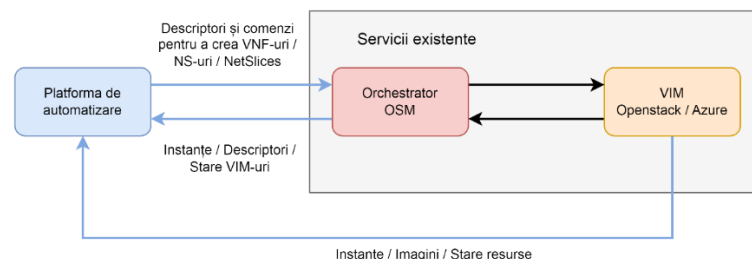 Descriptori și comenzi
pentru a crea VNF-uri /
NS-uri / NetSlices
Servicii existente
Platforma de
automatizare
Orchestrator
OSM
VIM
Openstack / Azure
Instanțe / Descriptori /
Stare VIM-uri
Instanțe / Imagini / Stare resurse